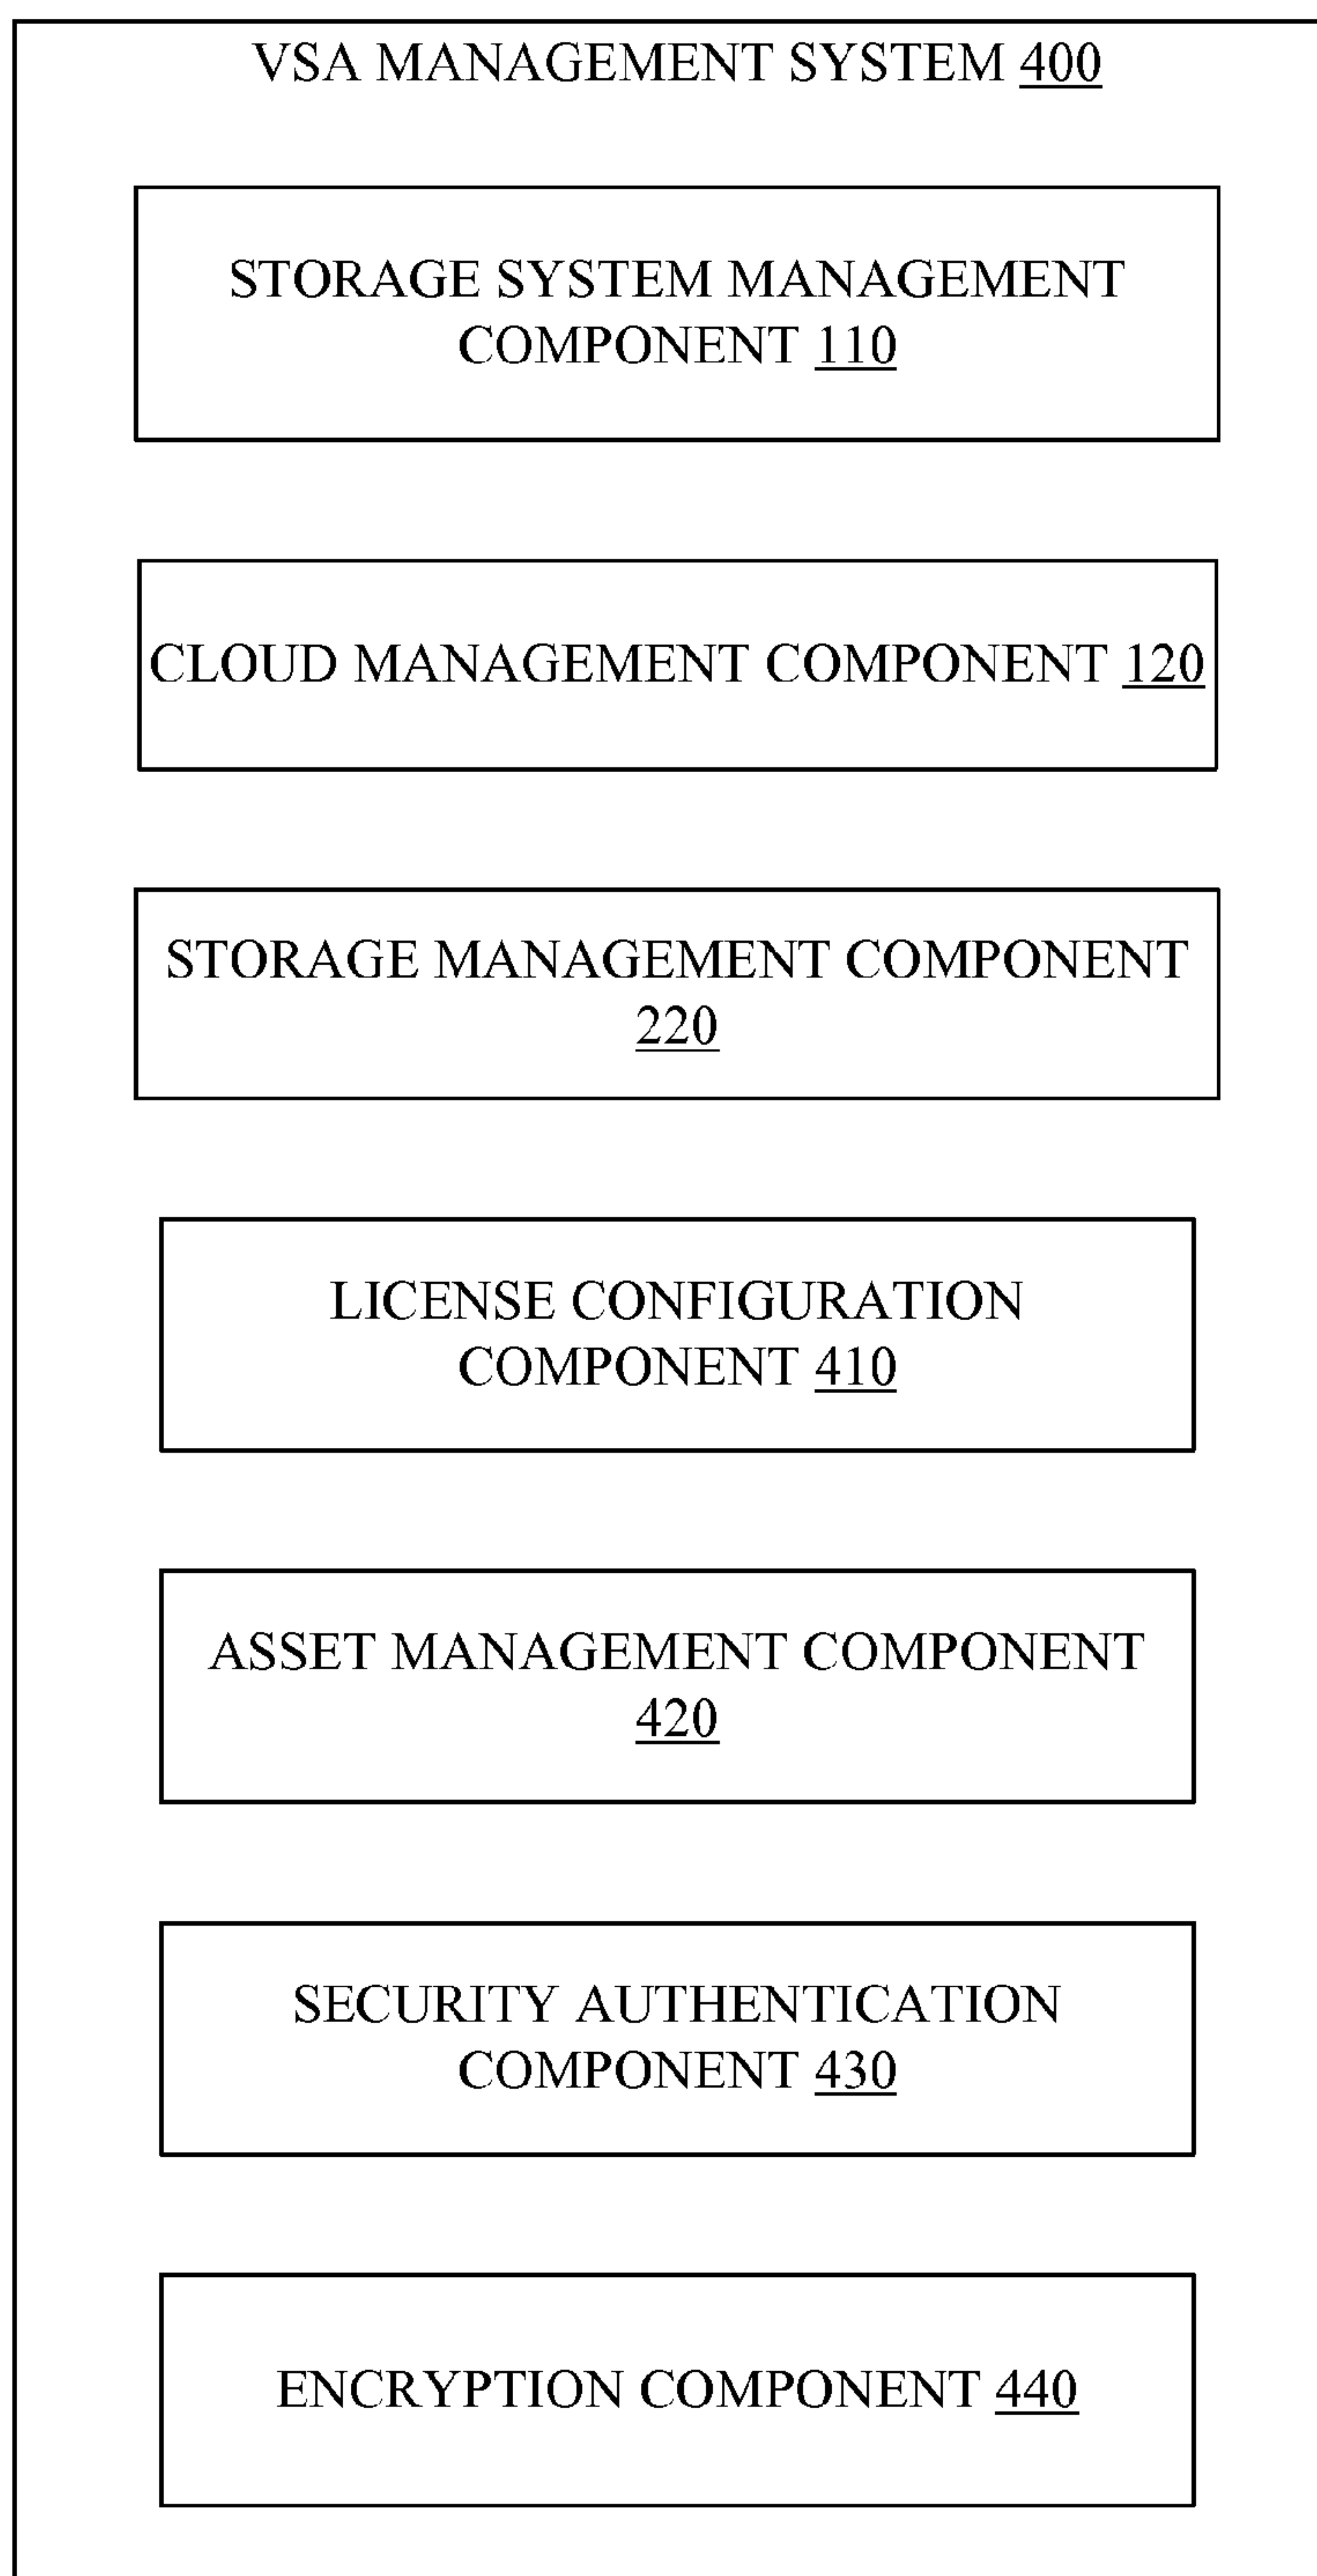 VSA MANAGEMENT SYSTEM 400
STORAGE SYSTEM MANAGEMENT
COMPONENT 110
CLOUD MANAGEMENT COMPONENT 120
STORAGE MANAGEMENT COMPONENT
220
LICENSE CONFIGURATION
COMPONENT 410
ASSET MANAGEMENT COMPONENT
420
SECURITY AUTHENTICATION
COMPONENT 430
ENCRYPTION COMPONENT 440